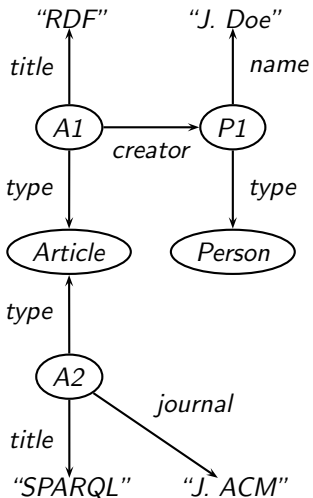 “RDF” “J. Doe”
title name
A1 P1
creator
type type
Article Person
type
A2
journal
title
“SPARQL” “J. ACM”